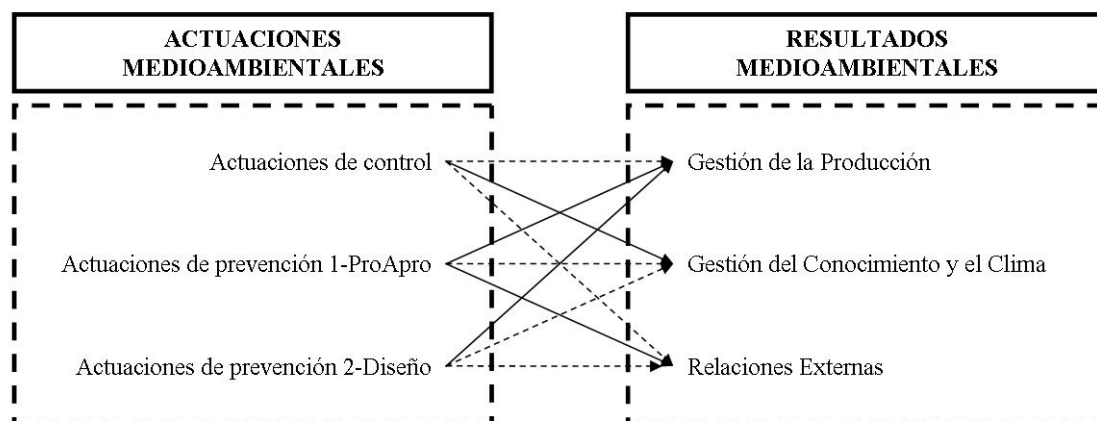 ACTUACIONES
MEDIOAMBIENTALES
RESULTADOS
MEDIOAMBIENTALES
Actuaciones de control
Gestión de la Producción
Actuaciones de prevención 1-ProApro
Gestión del Conocimiento y el Clima
Actuaciones de prevención 2-Diseño
Relaciones Externas